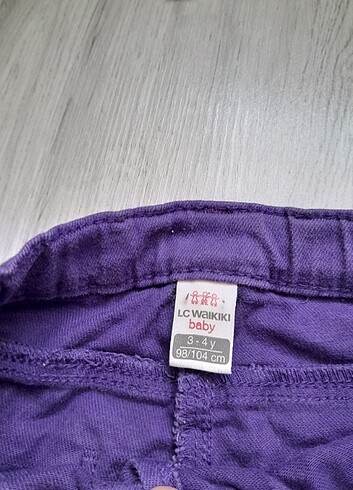 LC WAIKIKI
baby
3 - 4 y
98/104 cm